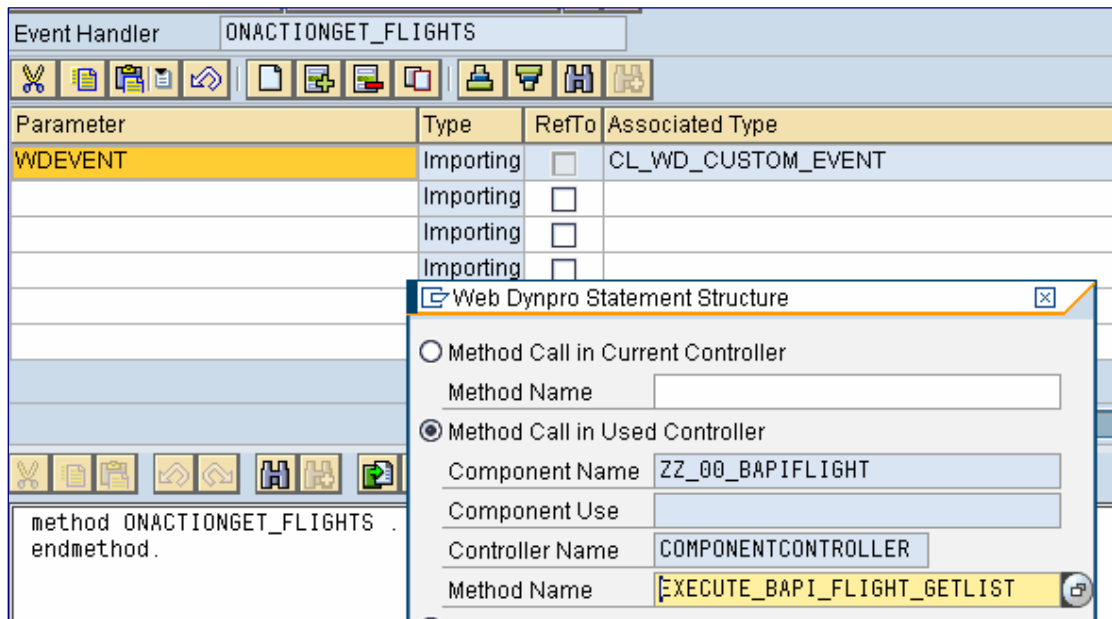 Event Handler ONACTIONGET_FLIGHTS
Parameter Type RefTo Associated Type
WDEVENT Importing CL_WD_CUSTOM_EVENT
Importing
Importing
Importing
Web Dynpro Statement Structure
Method Call in Current Controller
Method Name
Method Call in Used Controller
Component Name ZZ_00_BAPIFLIGHT
Component Use
Controller Name COMPONENTCONTROLLER
Method Name EXECUTE_BAPI_FLIGHT_GETLIST
method ONACTIONGET_FLIGHTS .
endmethod.